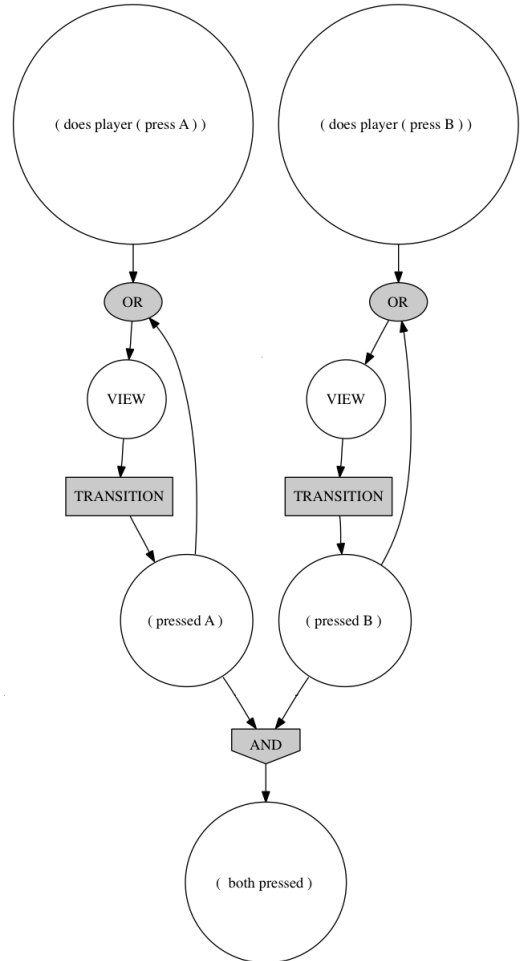 ( does player ( press A ) )
( does player ( press B ) )
OR
OR
VIEW
VIEW
TRANSITION
TRANSITION
( pressed A )
( pressed B )
AND
( both pressed )